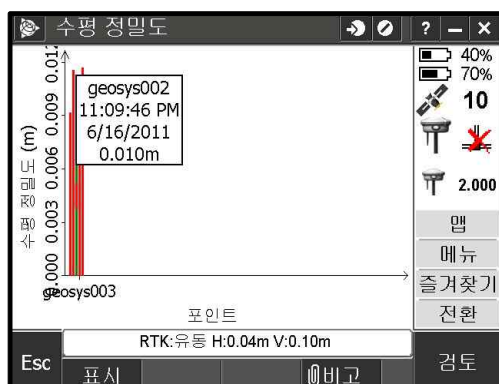 수평 정밀도
? – ×
40%
70%
10
2.000
수평 정밀도 (m)
0.012
0.009
0.006
0.003
0.000
geosys002
11:09:46 PM
6/16/2011
0.010m
geosys003
포인트
맵
메뉴
즐겨찾기
전환
RTK:유동 H:0.04m V:0.10m
Esc
표시
비고
검토